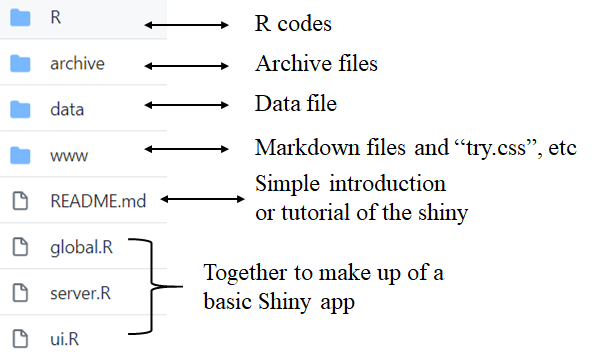 R
R codes
archive
Archive files
data
Data file
www
Markdown files and “try.css”, etc
README.md
Simple introduction
or tutorial of the shiny
global.R
server.R
ui.R
Together to make up of a
basic Shiny app